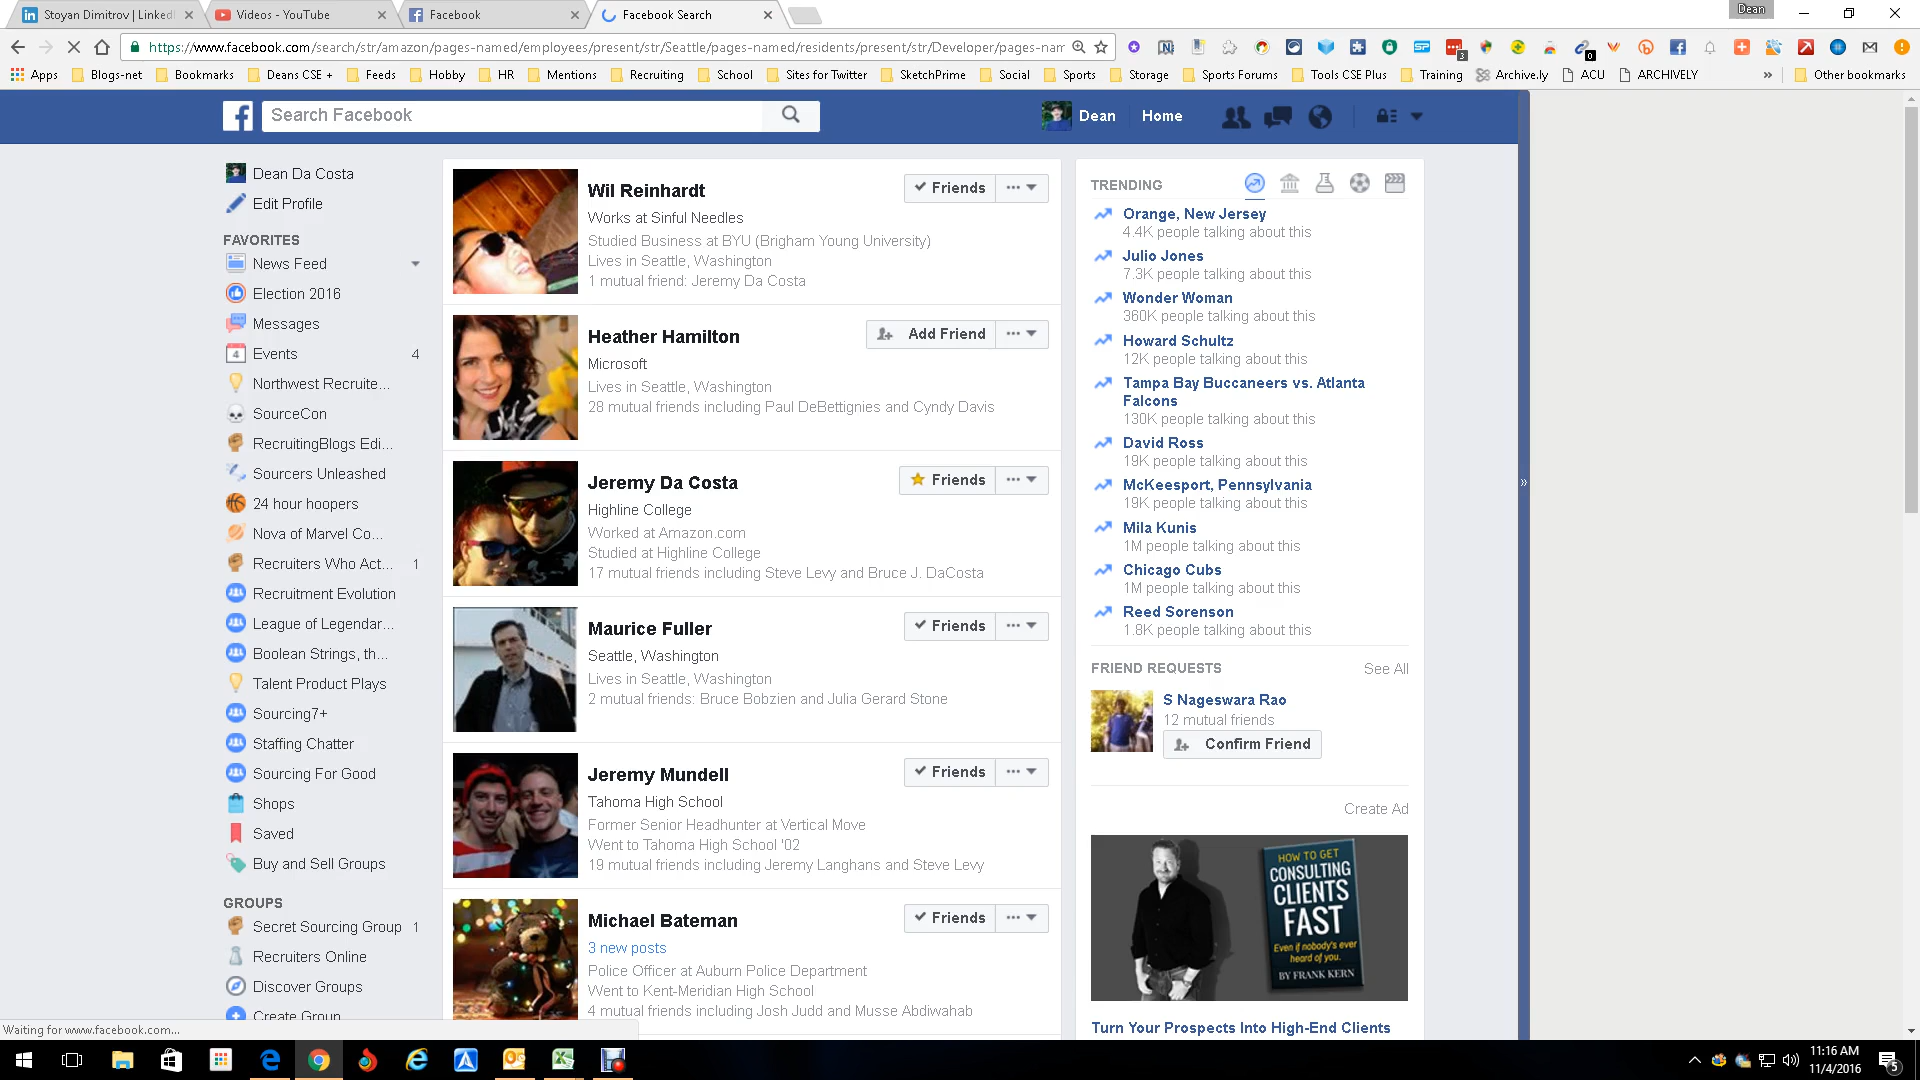 Stoyan Dimitrov | LinkedI
Videos - YouTube
Facebook
Facebook Search
Dean
https://www.facebook.com/search/str/amazon/pages-named/employees/present/str/Seattle/pages-named/residents/present/str/Developer/pages-nam
Apps
Blogs-net
Bookmarks
Deans CSE +
Feeds
Hobby
HR
Mentions
Recruiting
School
Sites for Twitter
SketchPrime
Social
Sports
Storage
Sports Forums
Tools CSE Plus
Training
Archive.ly
ACU
ARCHIVELY
»
Other bookmarks
Search Facebook
Dean
Home
Dean Da Costa
Edit Profile
FAVORITES
News Feed
Election 2016
Messages
Events 4
Northwest Recruite...
SourceCon
RecruitingBlogs Edi...
Sourcers Unleashed
24 hour hoopers
Nova of Marvel Co...
Recruiters Who Act... 1
Recruitment Evolution
League of Legendar...
Boolean Strings, th...
Talent Product Plays
Sourcing7+
Staffing Chatter
Sourcing For Good
Shops
Saved
Buy and Sell Groups
GROUPS
Secret Sourcing Group 1
Recruiters Online
Discover Groups
Create Group
Wil Reinhardt
Friends
Works at Sinful Needles
Studied Business at BYU (Brigham Young University)
Lives in Seattle, Washington
1 mutual friend: Jeremy Da Costa
Heather Hamilton
Add Friend
Microsoft
Lives in Seattle, Washington
28 mutual friends including Paul DeBettignies and Cyndy Davis
Jeremy Da Costa
Friends
Highline College
Worked at Amazon.com
Studied at Highline College
17 mutual friends including Steve Levy and Bruce J. DaCosta
Maurice Fuller
Friends
Seattle, Washington
Lives in Seattle, Washington
2 mutual friends: Bruce Bobzien and Julia Gerard Stone
Jeremy Mundell
Friends
Tahoma High School
Former Senior Headhunter at Vertical Move
Went to Tahoma High School '02
19 mutual friends including Jeremy Langhans and Steve Levy
Michael Bateman
Friends
3 new posts
Police Officer at Auburn Police Department
Went to Kent-Meridian High School
4 mutual friends including Josh Judd and Musse Abdiwahab
TRENDING
Orange, New Jersey
4.4K people talking about this
Julio Jones
7.3K people talking about this
Wonder Woman
360K people talking about this
Howard Schultz
12K people talking about this
Tampa Bay Buccaneers vs. Atlanta
Falcons
130K people talking about this
David Ross
19K people talking about this
McKeesport, Pennsylvania
19K people talking about this
Mila Kunis
1M people talking about this
Chicago Cubs
1M people talking about this
Reed Sorenson
1.8K people talking about this
FRIEND REQUESTS
See All
S Nageswara Rao
12 mutual friends
Confirm Friend
Create Ad
HOW TO GET
CONSULTING
CLIENTS
FAST
Even if nobody's ever
heard of you.
BY FRANK KERN
Turn Your Prospects Into High-End Clients
»
Waiting for www.facebook.com...
11:16 AM
11/4/2016
5